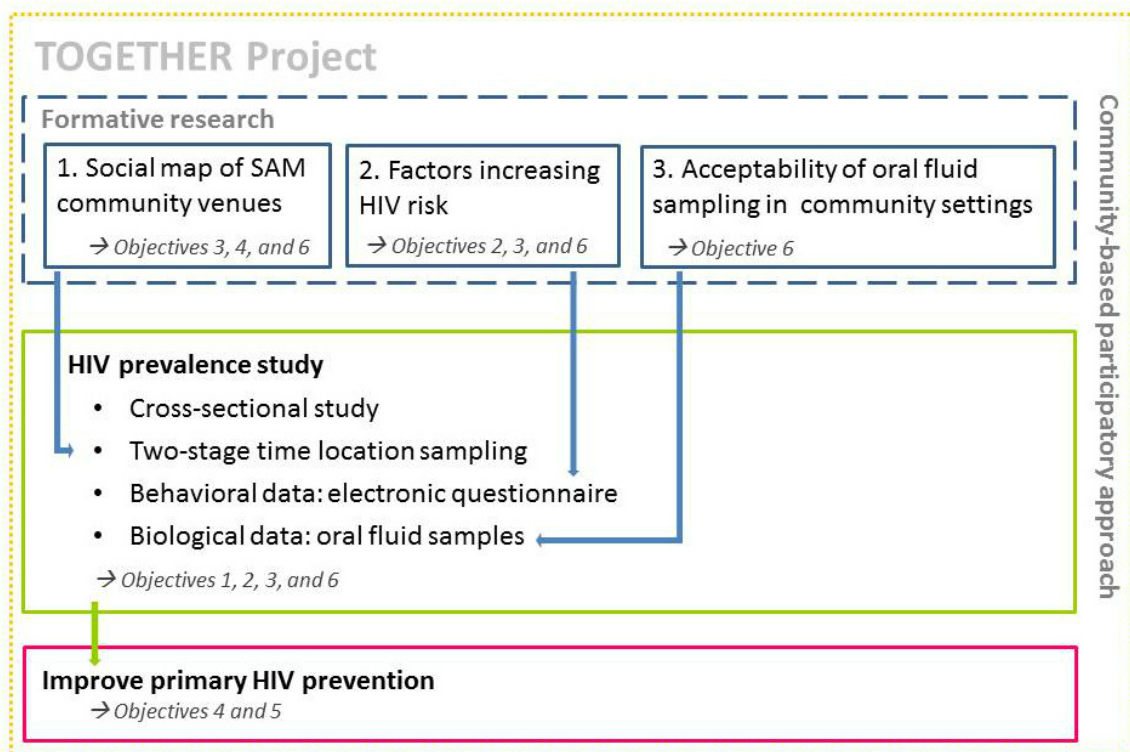 TOGETHER Project
Formative research
1. Social map of SAM
community venues
→ Objectives 3, 4, and 6
2. Factors increasing
HIV risk
→ Objectives 2, 3, and 6
3. Acceptability of oral fluid
sampling in community settings
→ Objective 6
HIV prevalence study
• Cross-sectional study
• Two-stage time location sampling
• Behavioral data: electronic questionnaire
• Biological data: oral fluid samples
→ Objectives 1, 2, 3, and 6
Improve primary HIV prevention
→ Objectives 4 and 5
Community-based participatory approach